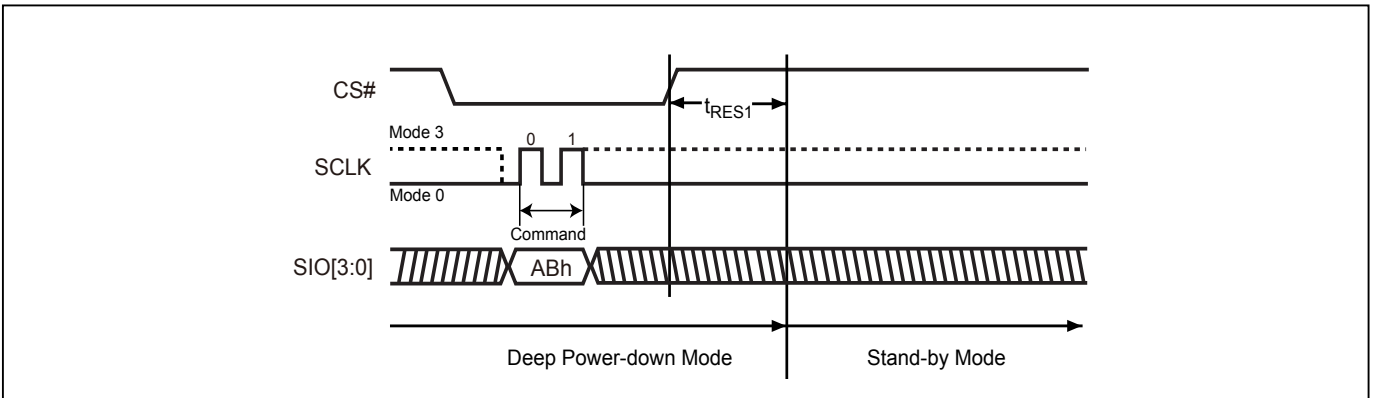 CS#
tRES1
Mode 3
0 1
SCLK
Mode 0
Command
SIO[3:0]
ABh
Deep Power-down Mode
Stand-by Mode